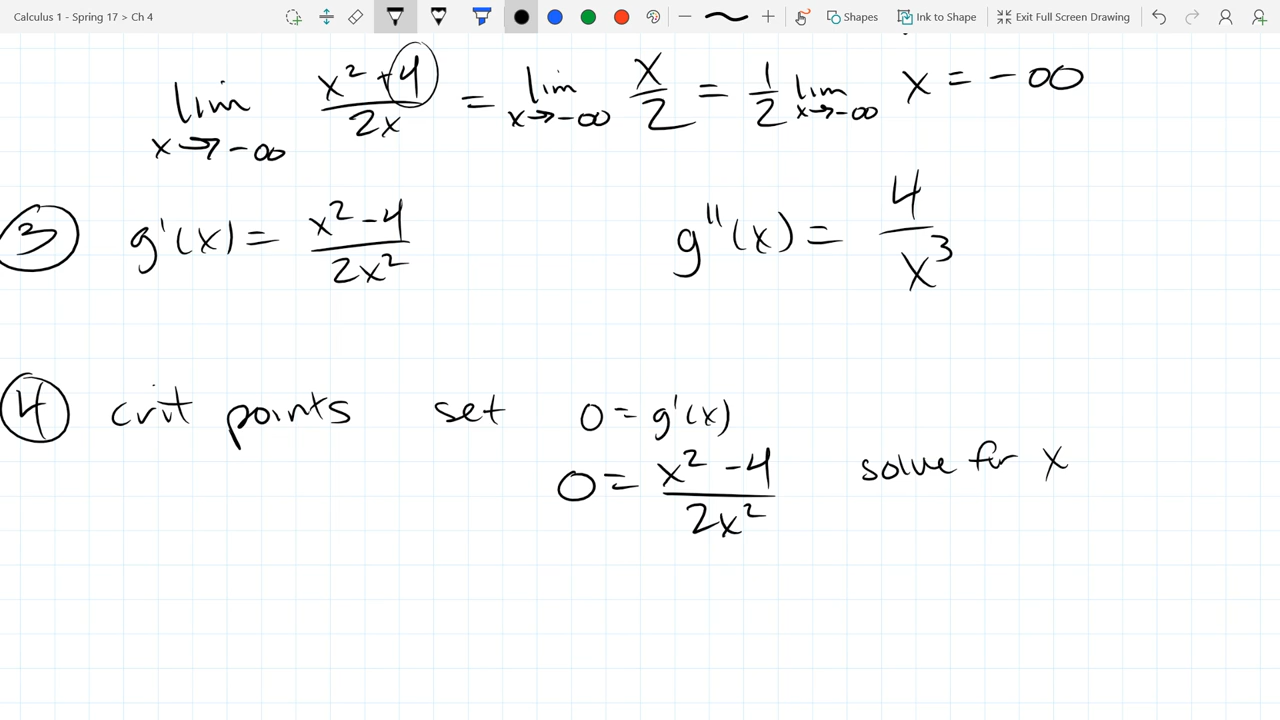 Calculus 1 - Spring 17 > Ch 4 Shapes Ink to Shape Exit Full Screen Drawing
lim x→-∞ (x² + 4)/(2x) = lim x→-∞ x/2 = 1/2 lim x→-∞ x = -∞
③ g'(x) = (x² - 4)/(2x²) g''(x) = 4/x³
④ crit points set 0 = g'(x)
0 = (x² - 4)/(2x²) solve for x